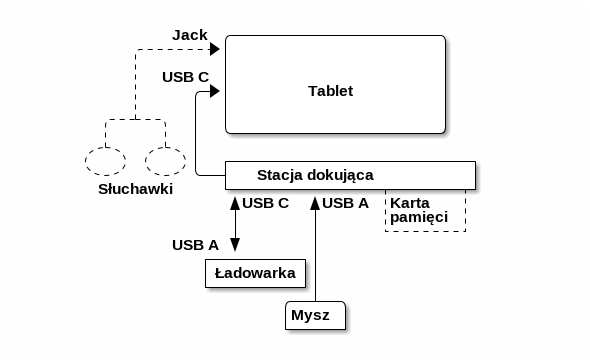 Jack
USB C
Tablet
Słuchawki
Stacja dokująca
USB C
USB A
Karta
pamięci
USB A
Ładowarka
Mysz